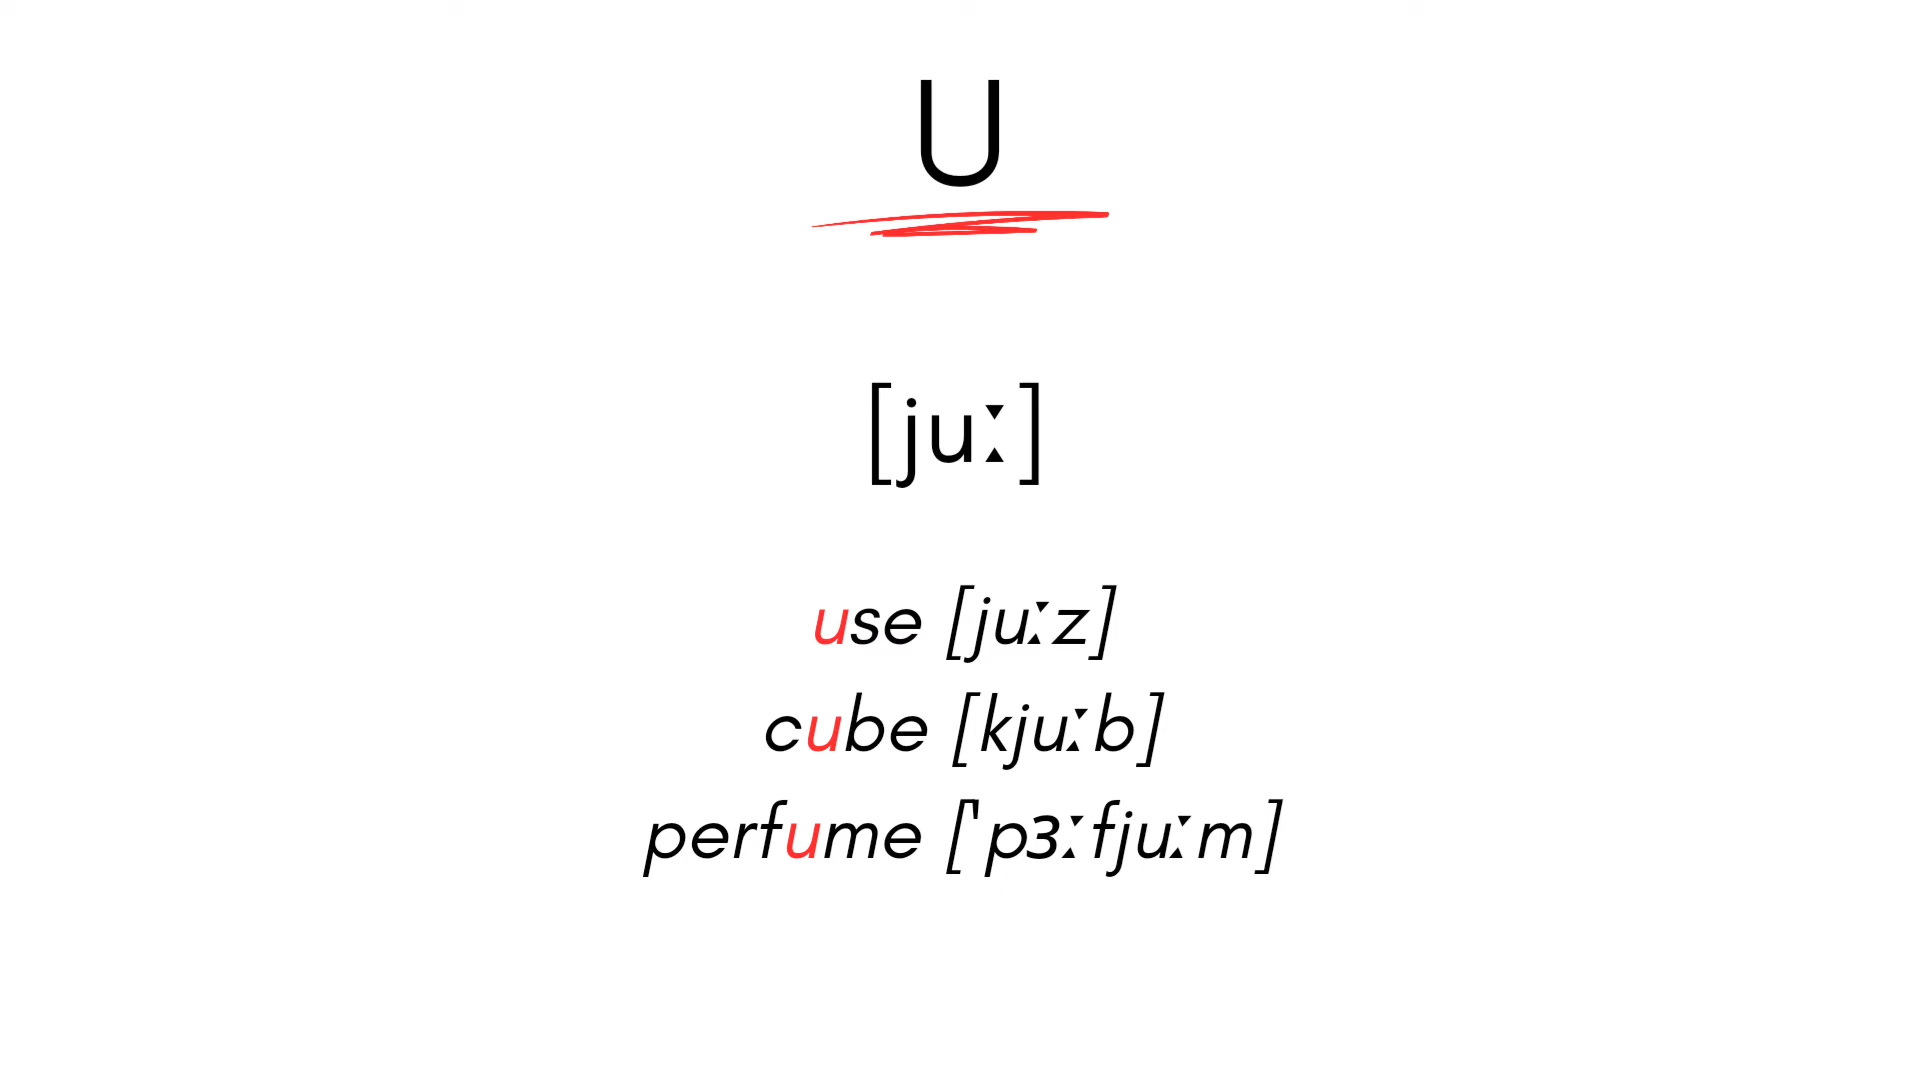 U
[juː]
use [juːz]
cube [kjuːb]
perfume [ˈpɜːfjuːm]